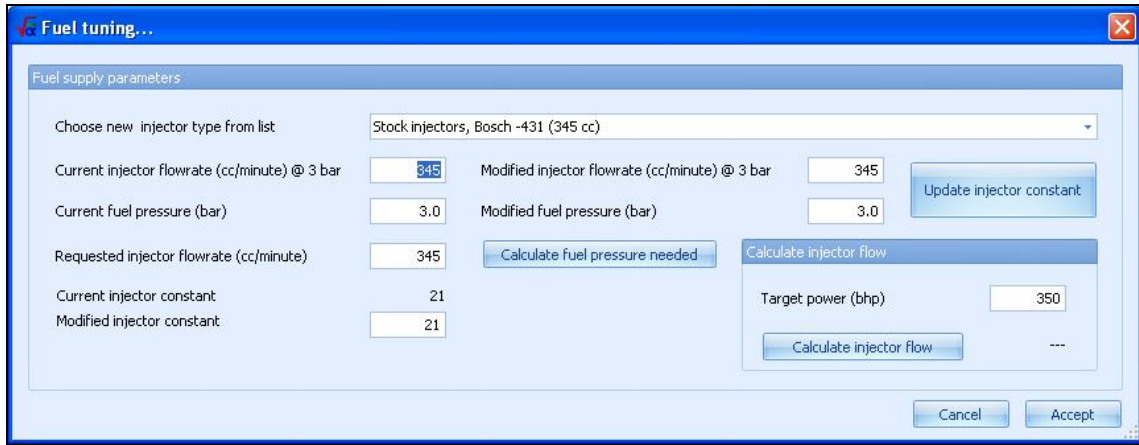 Fuel tuning...
Fuel supply parameters
Choose new injector type from list
Stock injectors, Bosch -431 (345 cc)
Current injector flowrate (cc/minute) @ 3 bar
345
Modified injector flowrate (cc/minute) @ 3 bar
345
Update injector constant
Current fuel pressure (bar)
3.0
Modified fuel pressure (bar)
3.0
Requested injector flowrate (cc/minute)
345
Calculate fuel pressure needed
Calculate injector flow
Current injector constant
21
Target power (bhp)
350
Modified injector constant
21
Calculate injector flow
---
Cancel
Accept